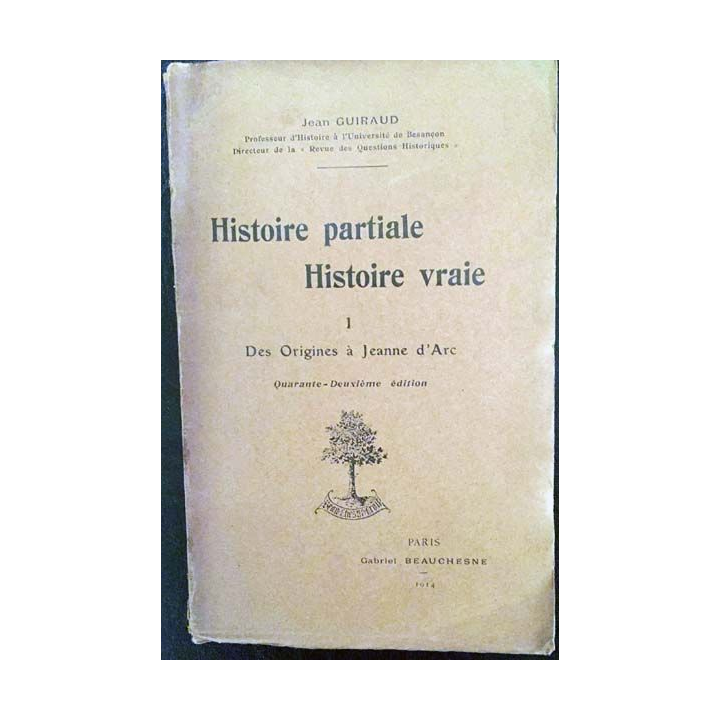 Jean GUIRAUD
Professeur d'Histoire à l'Université de Besançon
Directeur de la « Revue des Questions Historiques »
Histoire partiale
Histoire vraie
I
Des Origines à Jeanne d'Arc
Quarante-Deuxième édition
PARIS
Gabriel BEAUCHESNE
1914